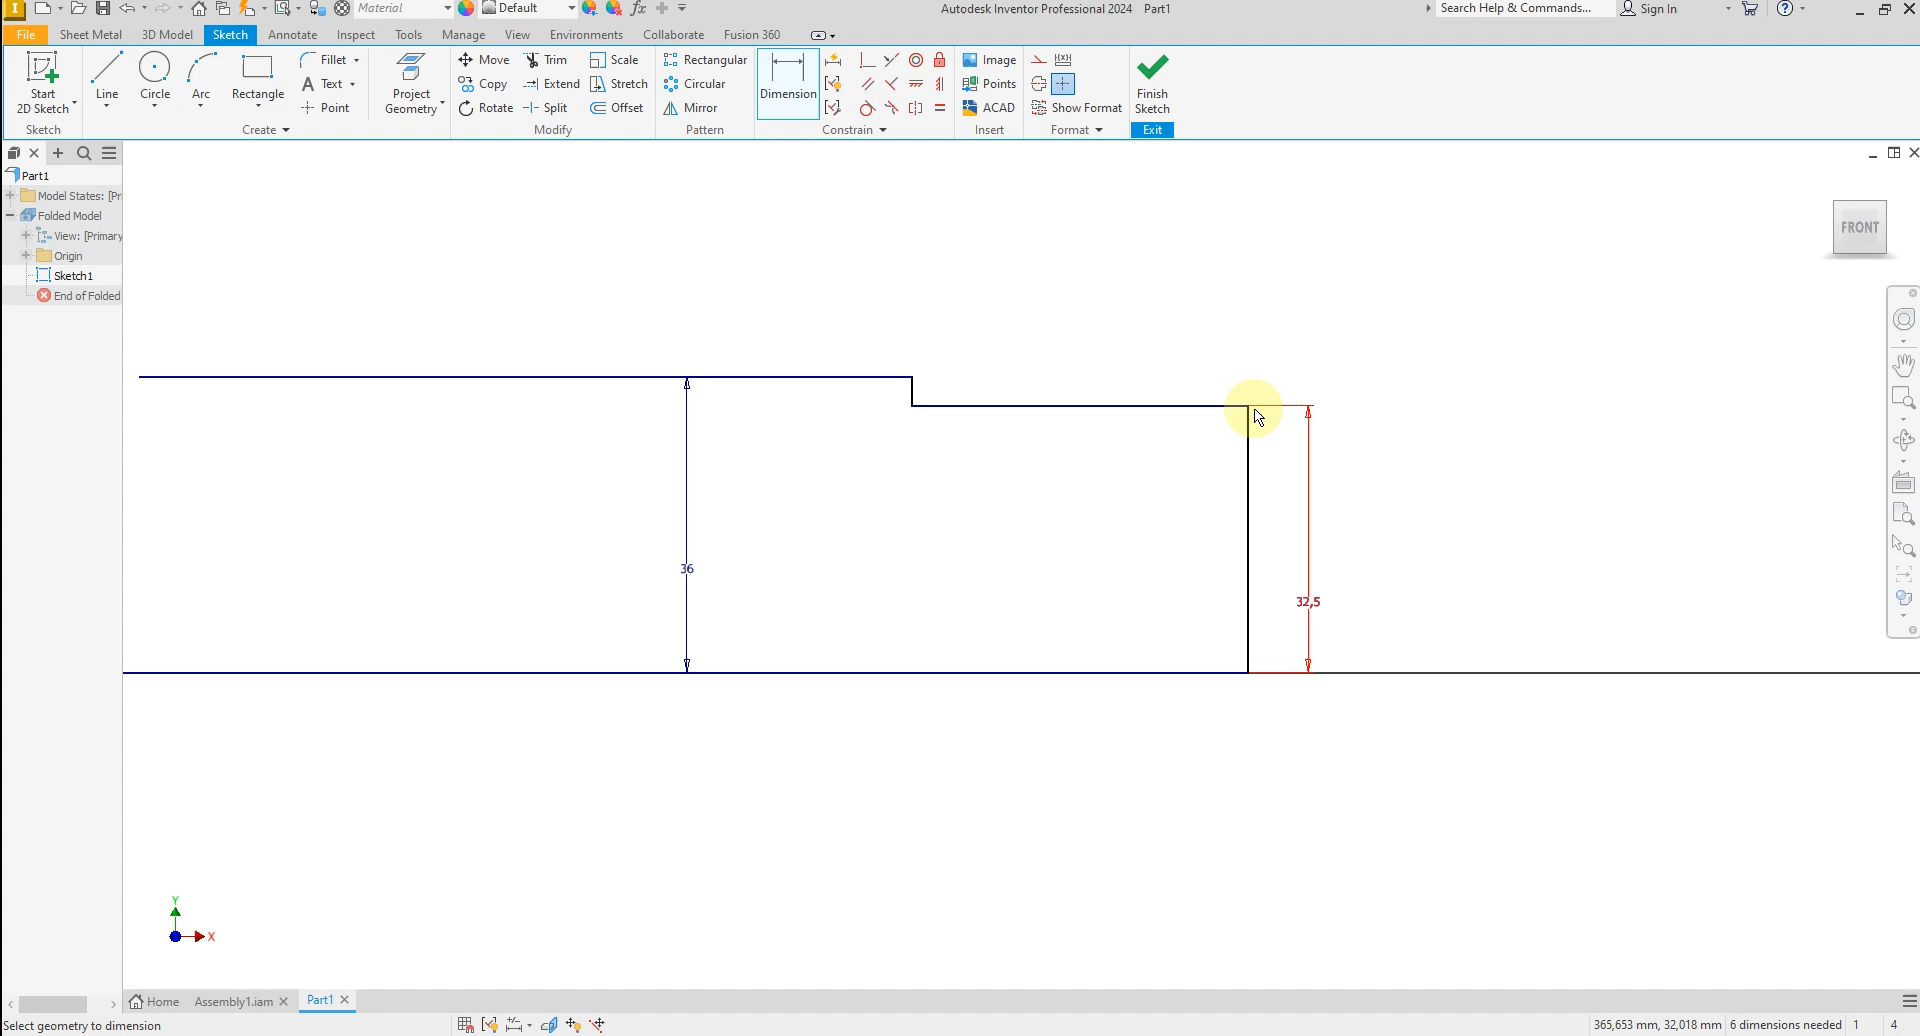 Material
Default
Autodesk Inventor Professional 2024 Part1
Search Help & Commands...
Sign In
File Sheet Metal 3D Model Sketch Annotate Inspect Tools Manage View Environments Collaborate Fusion 360
Start
2D Sketch
Line
Circle
Arc
Rectangle
Fillet
Text
Point
Project
Geometry
Move Trim Scale
Copy Extend Stretch
Rotate Split Offset
Rectangular
Circular
Mirror
Dimension
Image
Points
ACAD
Show Format
Finish
Sketch
Sketch Create Modify Pattern Constrain Insert Format Exit
Part1
Model States: [Pr
Folded Model
View: [Primary
Origin
Sketch1
End of Folded
FRONT
36
32,5
Y
X
Home Assembly1.iam Part1
Select geometry to dimension
365,653 mm, 32,018 mm 6 dimensions needed 1 4